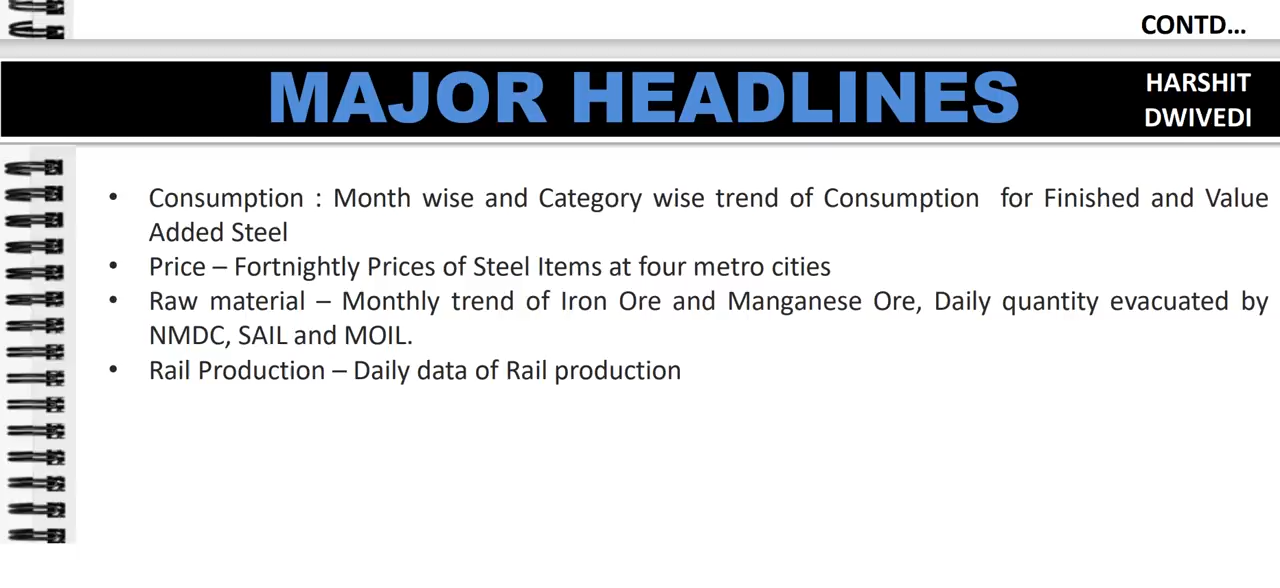 CONTD...
MAJOR HEADLINES
HARSHIT
DWIVEDI
• Consumption : Month wise and Category wise trend of Consumption for Finished and Value
Added Steel
• Price – Fortnightly Prices of Steel Items at four metro cities
• Raw material – Monthly trend of Iron Ore and Manganese Ore, Daily quantity evacuated by
NMDC, SAIL and MOIL.
• Rail Production – Daily data of Rail production